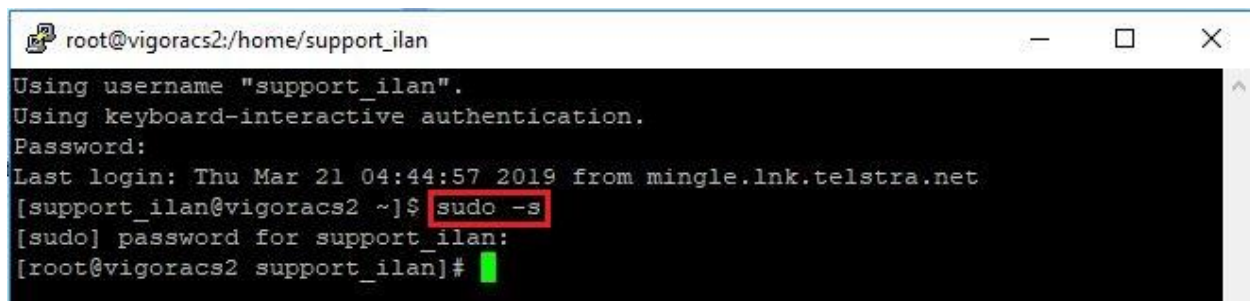 root@vigoracs2:/home/support_ilan
Using username "support_ilan".
Using keyboard-interactive authentication.
Password:
Last login: Thu Mar 21 04:44:57 2019 from mingle.lnk.telstra.net
[support_ilan@vigoracs2 ~]$ sudo -s
[sudo] password for support_ilan:
[root@vigoracs2 support_ilan]#